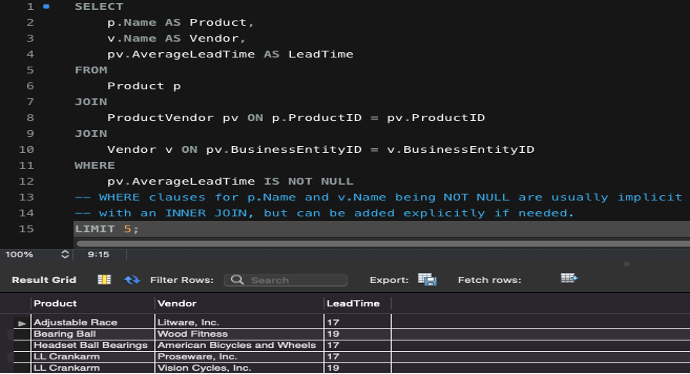 1 SELECT
2 p.Name AS Product,
3 v.Name AS Vendor,
4 pv.AverageLeadTime AS LeadTime
5 FROM
6 Product p
7 JOIN
8 ProductVendor pv ON p.ProductID = pv.ProductID
9 JOIN
10 Vendor v ON pv.BusinessEntityID = v.BusinessEntityID
11 WHERE
12 pv.AverageLeadTime IS NOT NULL
13 -- WHERE clauses for p.Name and v.Name being NOT NULL are usually implicit
14 -- with an INNER JOIN, but can be added explicitly if needed.
15 LIMIT 5;
100% 9:15
Result Grid Filter Rows: Search Export: Fetch rows:
Product Vendor LeadTime
Adjustable Race Litware, Inc. 17
Bearing Ball Wood Fitness 19
Headset Ball Bearings American Bicycles and Wheels 17
LL Crankarm Proseware, Inc. 17
LL Crankarm Vision Cycles, Inc. 19